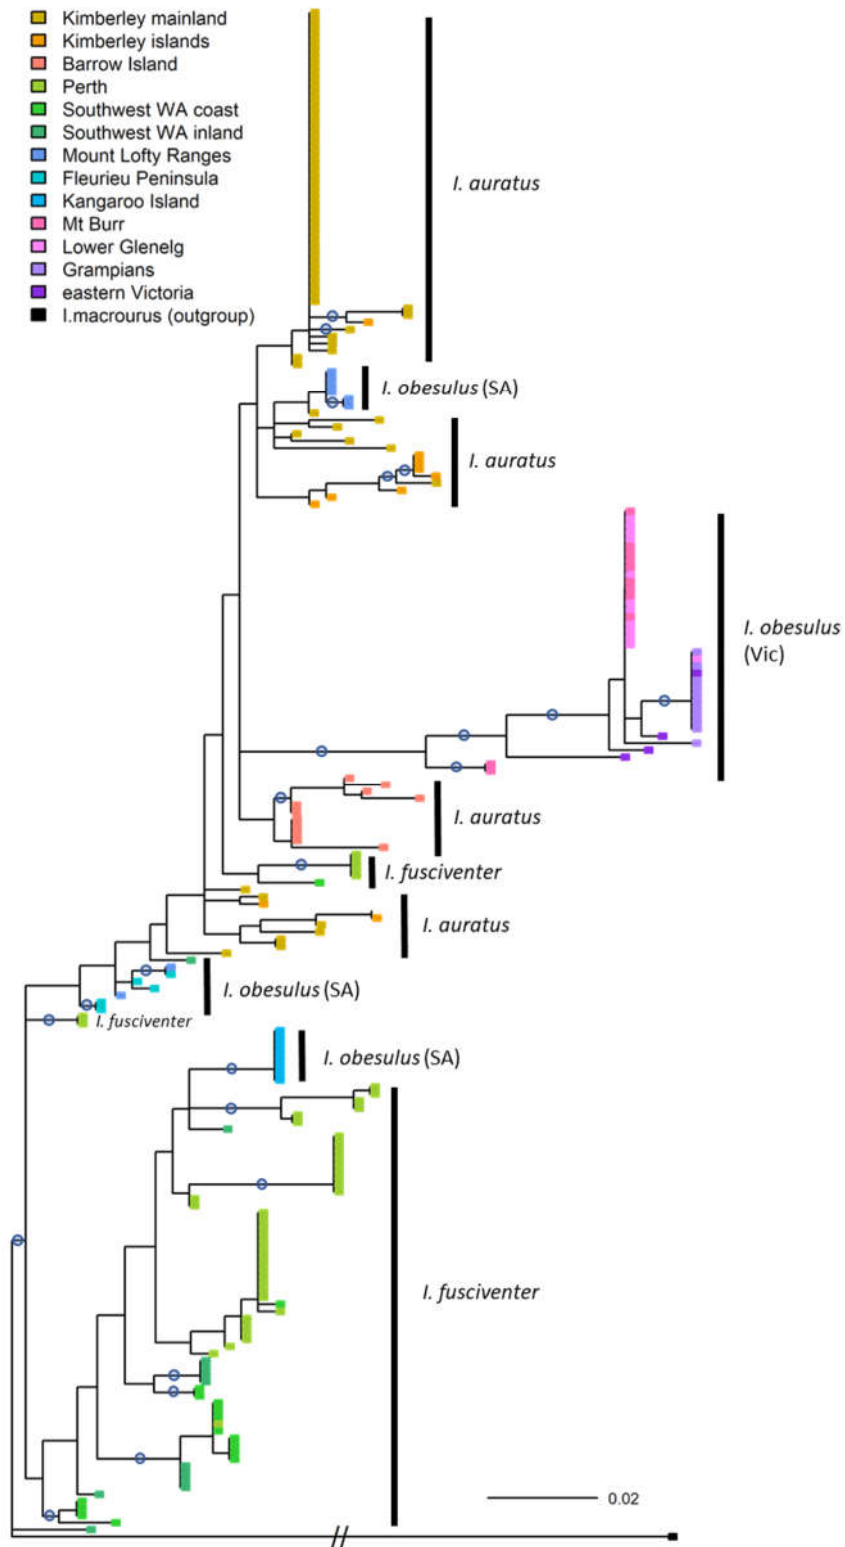 Kimberley mainland
Kimberley islands
Barrow Island
Perth
Southwest WA coast
Southwest WA inland
Mount Lofty Ranges
Fleurieu Peninsula
Kangaroo Island
Mt Burr
Lower Glenelg
Grampians
eastern Victoria
I.macrourus (outgroup)
I. auratus
I. obesulus (SA)
I. auratus
I. obesulus
(Vic)
I. auratus
I. fusciventer
I. auratus
I. obesulus (SA)
I. fusciventer
I. obesulus (SA)
I. fusciventer
0.02